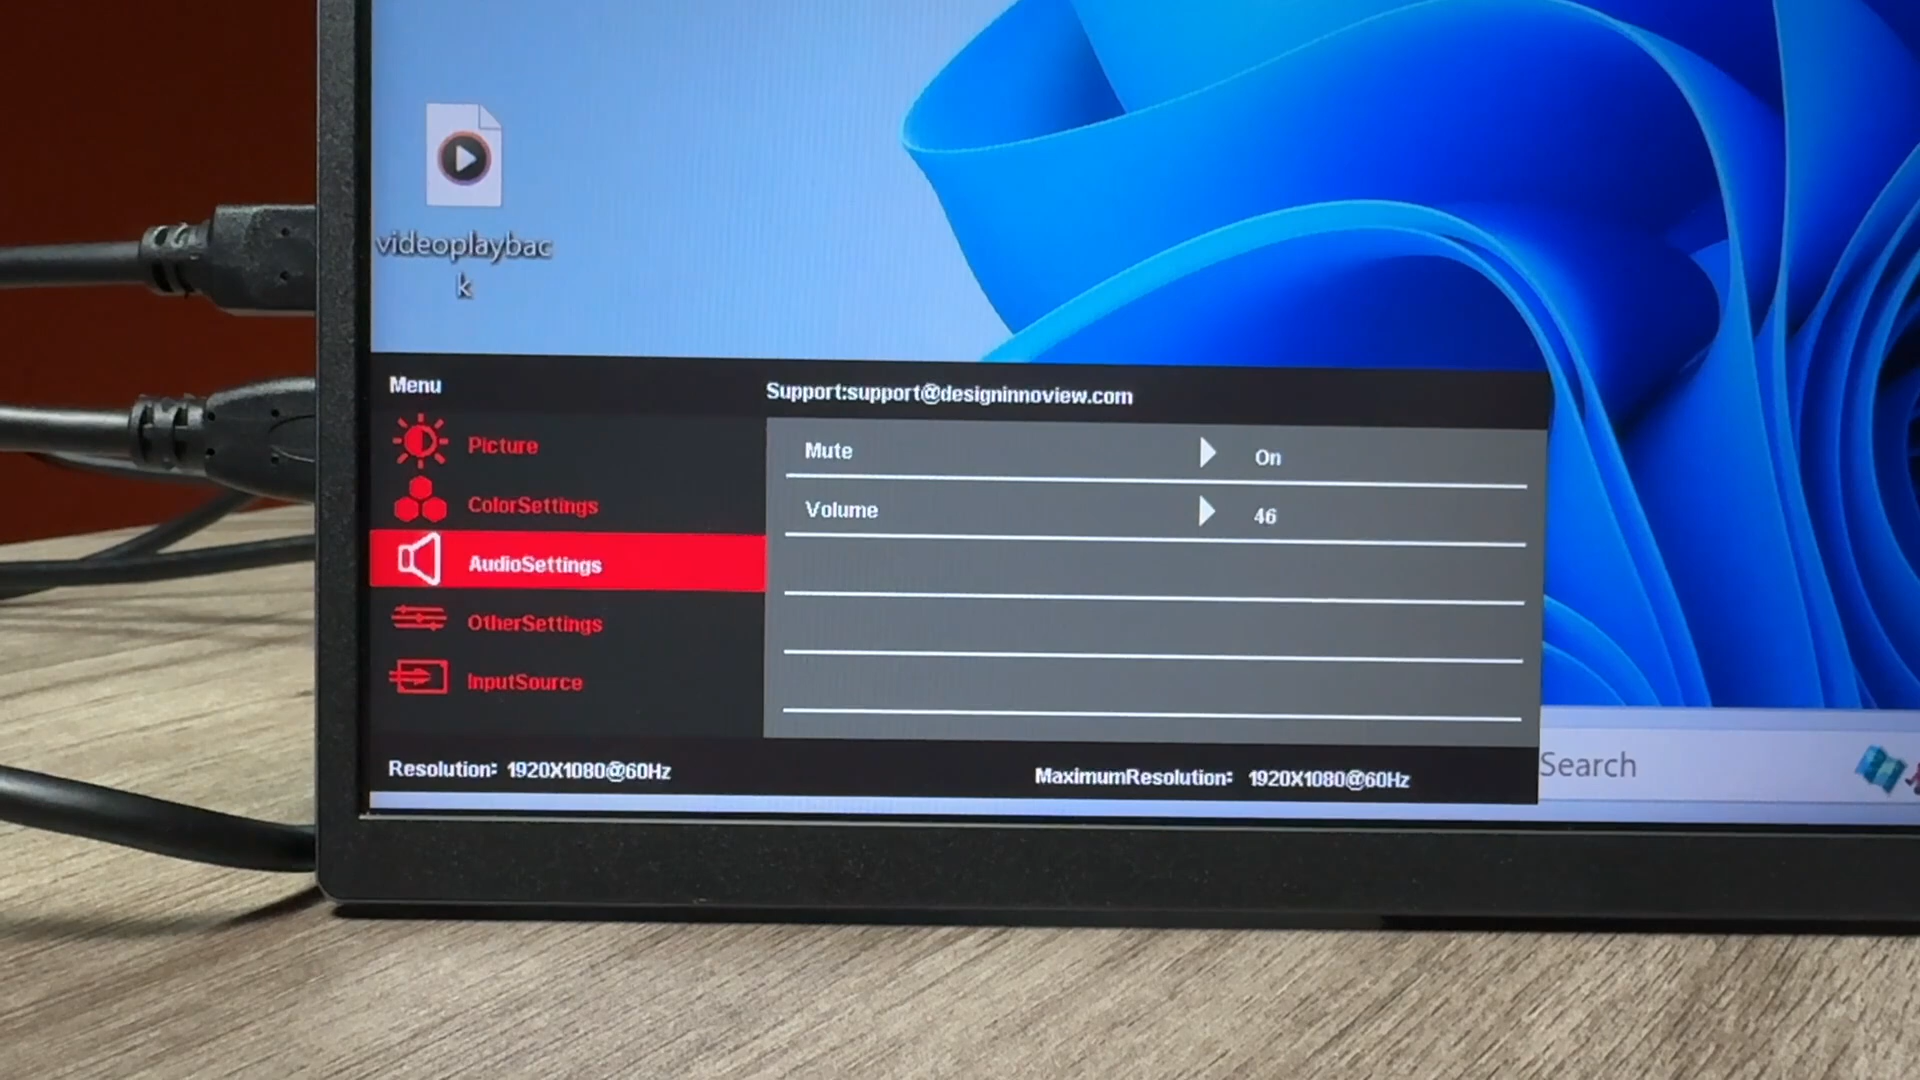 videoplaybac
k
Menu
Support:support@designinnoview.com
Picture
ColorSettings
AudioSettings
OtherSettings
InputSource
Mute On
Volume 46
Resolution: 1920X1080@60Hz
MaximumResolution: 1920X1080@60Hz
Search